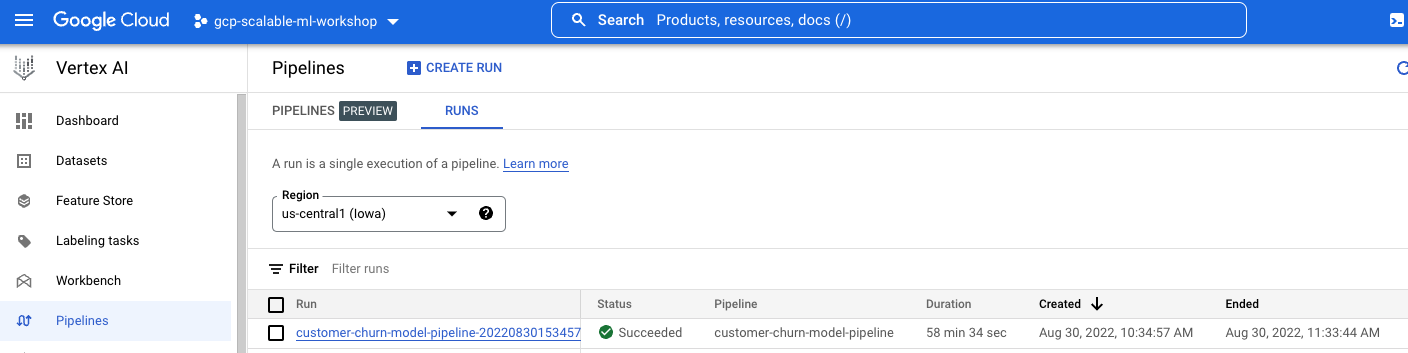 Google Cloud
gcp-scalable-ml-workshop
Search Products, resources, docs (/)
Vertex AI
Pipelines
CREATE RUN
Dashboard
Datasets
Feature Store
Labeling tasks
Workbench
Pipelines
PIPELINES PREVIEW
RUNS
A run is a single execution of a pipeline. Learn more
Region
us-central1 (Iowa)
Filter Filter runs
Run Status Pipeline Duration Created Ended
customer-churn-model-pipeline-20220830153457 Succeeded customer-churn-model-pipeline 58 min 34 sec Aug 30, 2022, 10:34:57 AM Aug 30, 2022, 11:33:44 AM